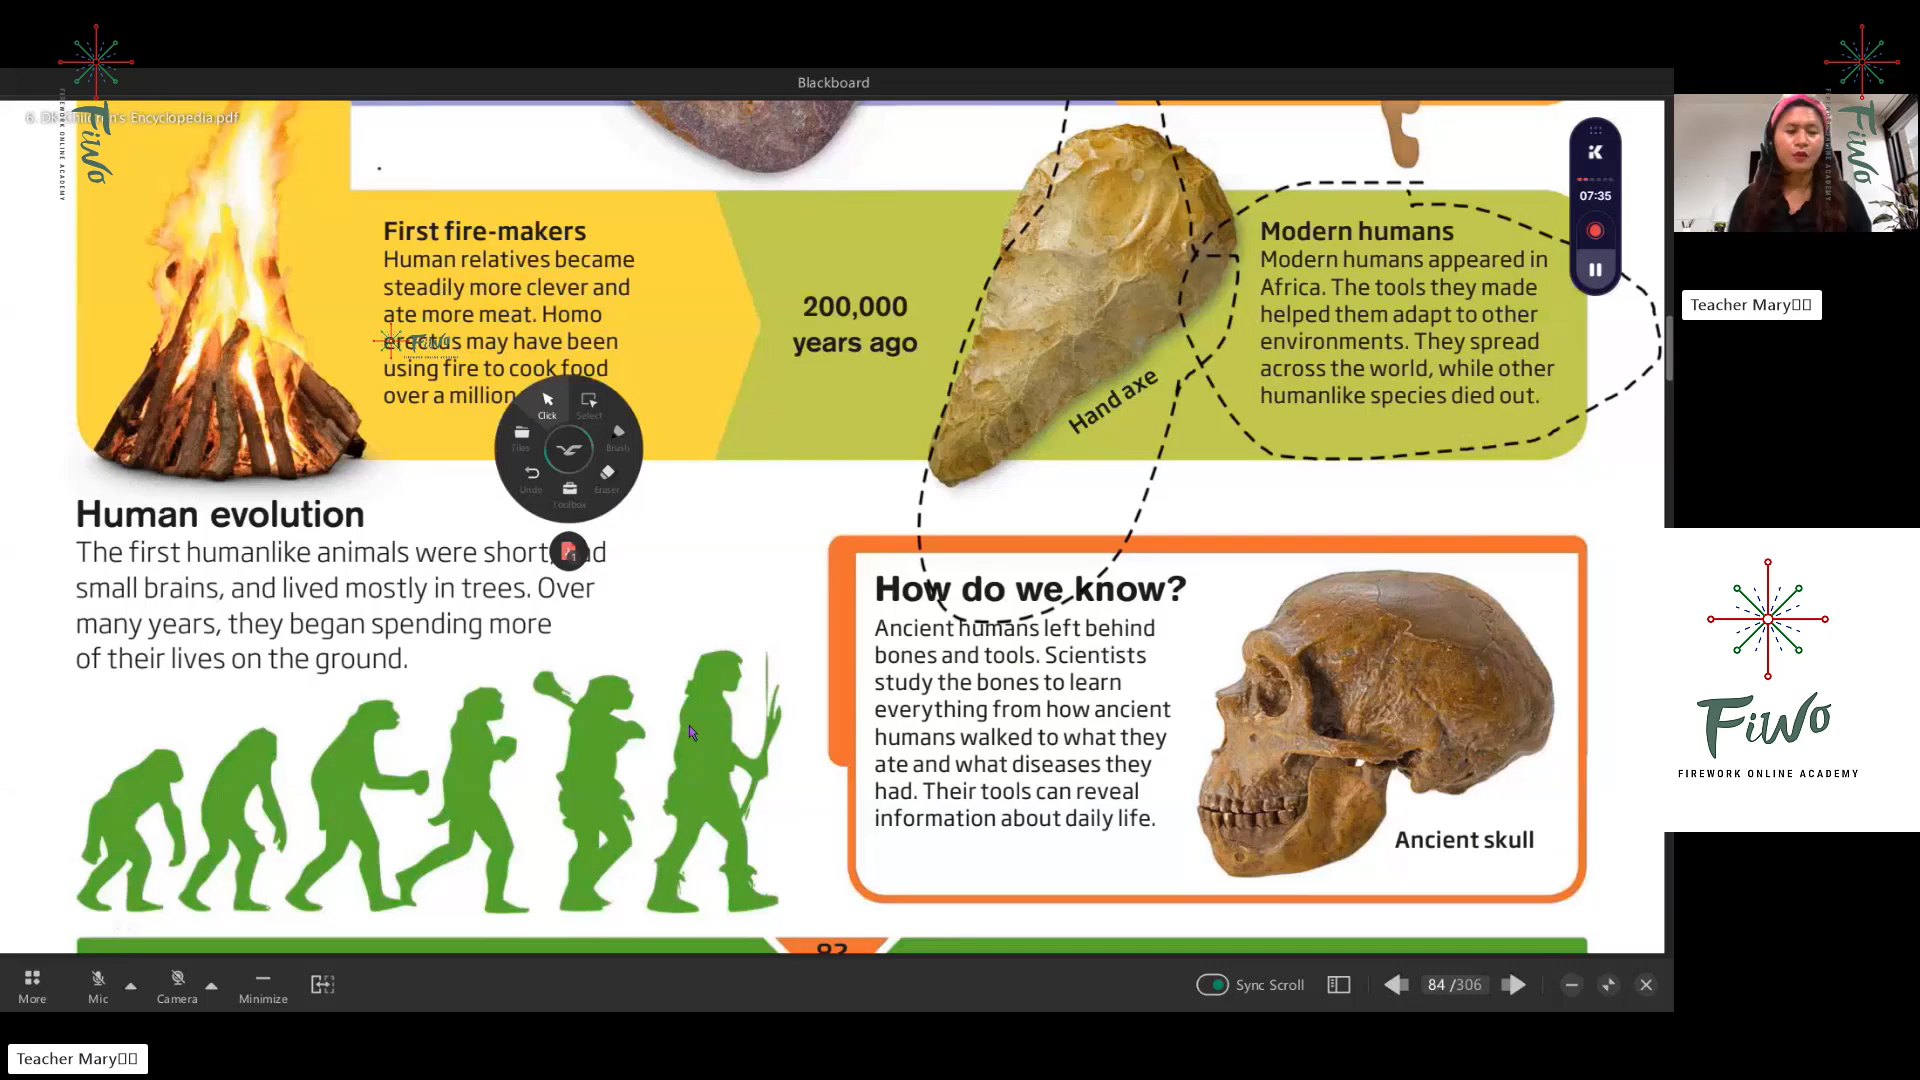 Blackboard
6. DK Children's Encyclopedia.pdf
FiWo
FIREWORK ONLINE ACADEMY
First fire-makers
Human relatives became
steadily more clever and
ate more meat. Homo
erectus may have been
using fire to cook food
over a million
200,000
years ago
Hand axe
Modern humans
Modern humans appeared in
Africa. The tools they made
helped them adapt to other
environments. They spread
across the world, while other
humanlike species died out.
07:35
Click
Select
Files
Brush
Undo
Eraser
Toolbox
Human evolution
The first humanlike animals were short, had
small brains, and lived mostly in trees. Over
many years, they began spending more
of their lives on the ground.
How do we know?
Ancient humans left behind
bones and tools. Scientists
study the bones to learn
everything from how ancient
humans walked to what they
ate and what diseases they
had. Their tools can reveal
information about daily life.
Ancient skull
More
Mic
Camera
Minimize
Sync Scroll
84 /306
Teacher Mary
FiWo
FiWo
FIREWORK ONLINE ACADEMY
Teacher Mary